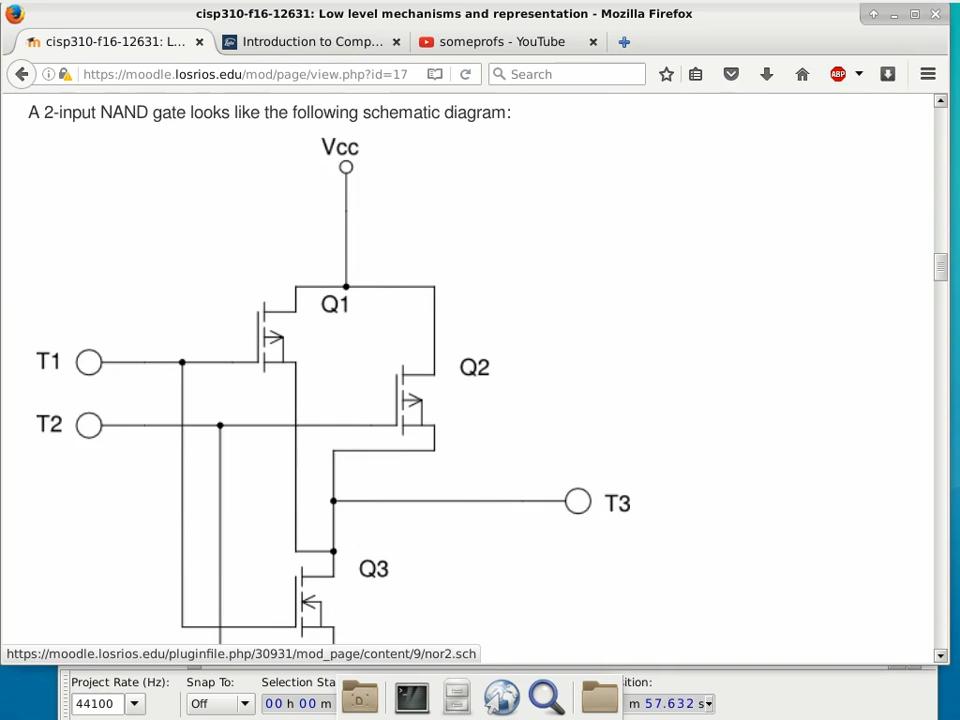 cisp310-f16-12631: Low level mechanisms and representation - Mozilla Firefox
cisp310-f16-12631: L...
Introduction to Comp...
someprofs - YouTube
https://moodle.losrios.edu/mod/page/view.php?id=17
Search
ABP
A 2-input NAND gate looks like the following schematic diagram:
Vcc
Q1
T1
Q2
T2
T3
Q3
https://moodle.losrios.edu/pluginfile.php/30931/mod_page/content/9/nor2.sch
Project Rate (Hz):
Snap To:
Selection Sta
ition:
44100
Off
00 h 00 m
m 57.632 s